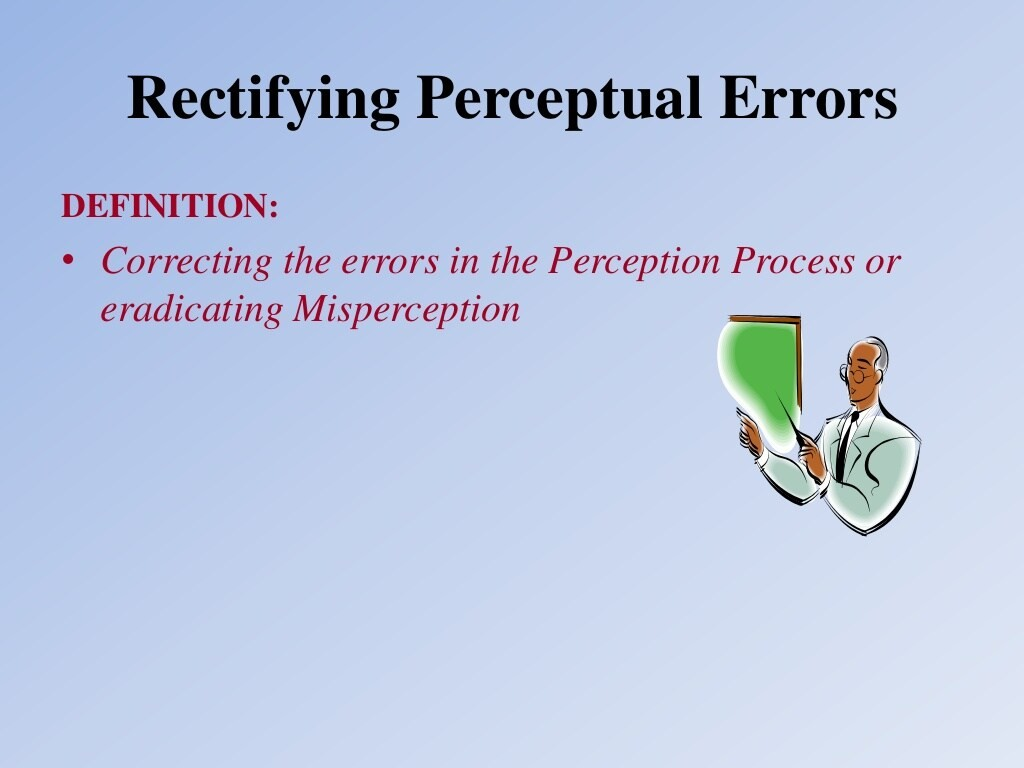 Rectifying Perceptual Errors
DEFINITION:
• Correcting the errors in the Perception Process or
eradicating Misperception